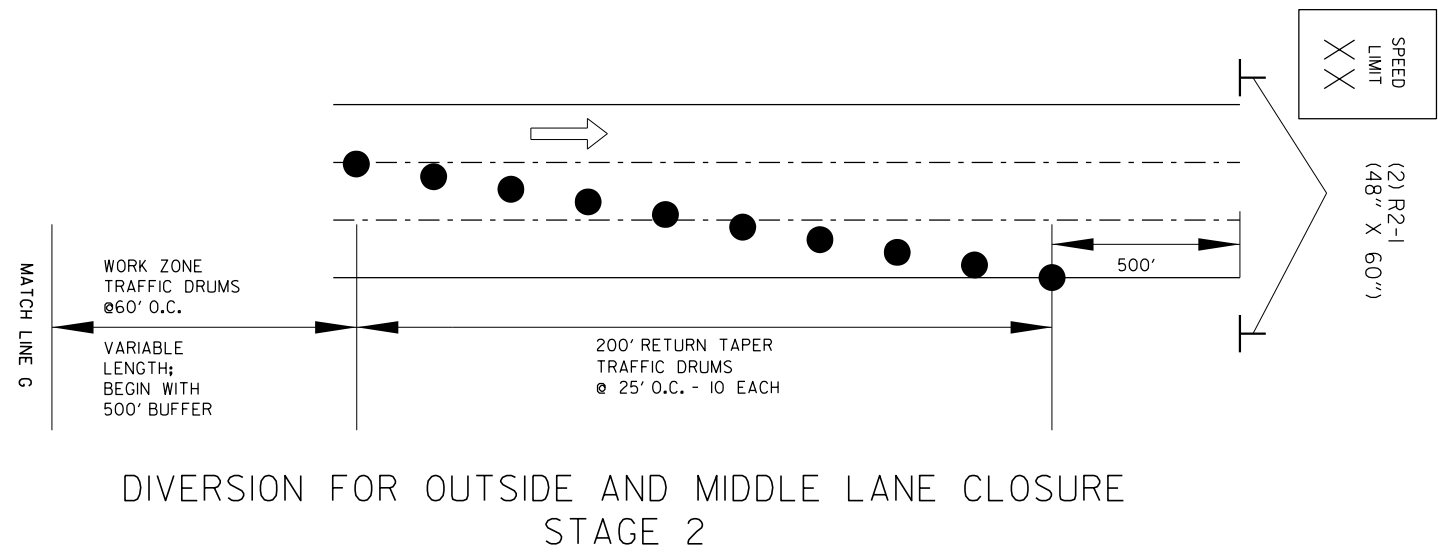 SPEED
LIMIT
XX
(2) R2-1
(48" X 60")
500'
MATCH LINE G
WORK ZONE
TRAFFIC DRUMS
@60' O.C.
VARIABLE
LENGTH;
BEGIN WITH
500' BUFFER
200' RETURN TAPER
TRAFFIC DRUMS
@ 25' O.C. - 10 EACH
DIVERSION FOR OUTSIDE AND MIDDLE LANE CLOSURE
STAGE 2